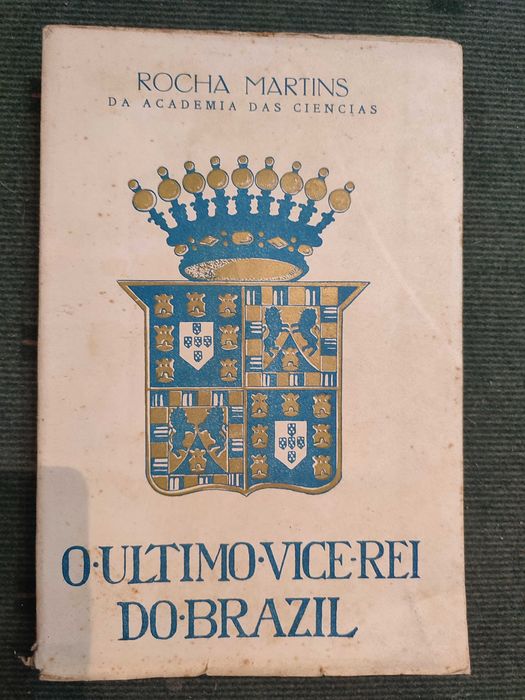 ROCHA MARTINS
DA ACADEMIA DAS CIENCIAS
O·ULTIMO·VICE-REI
DO·BRAZIL